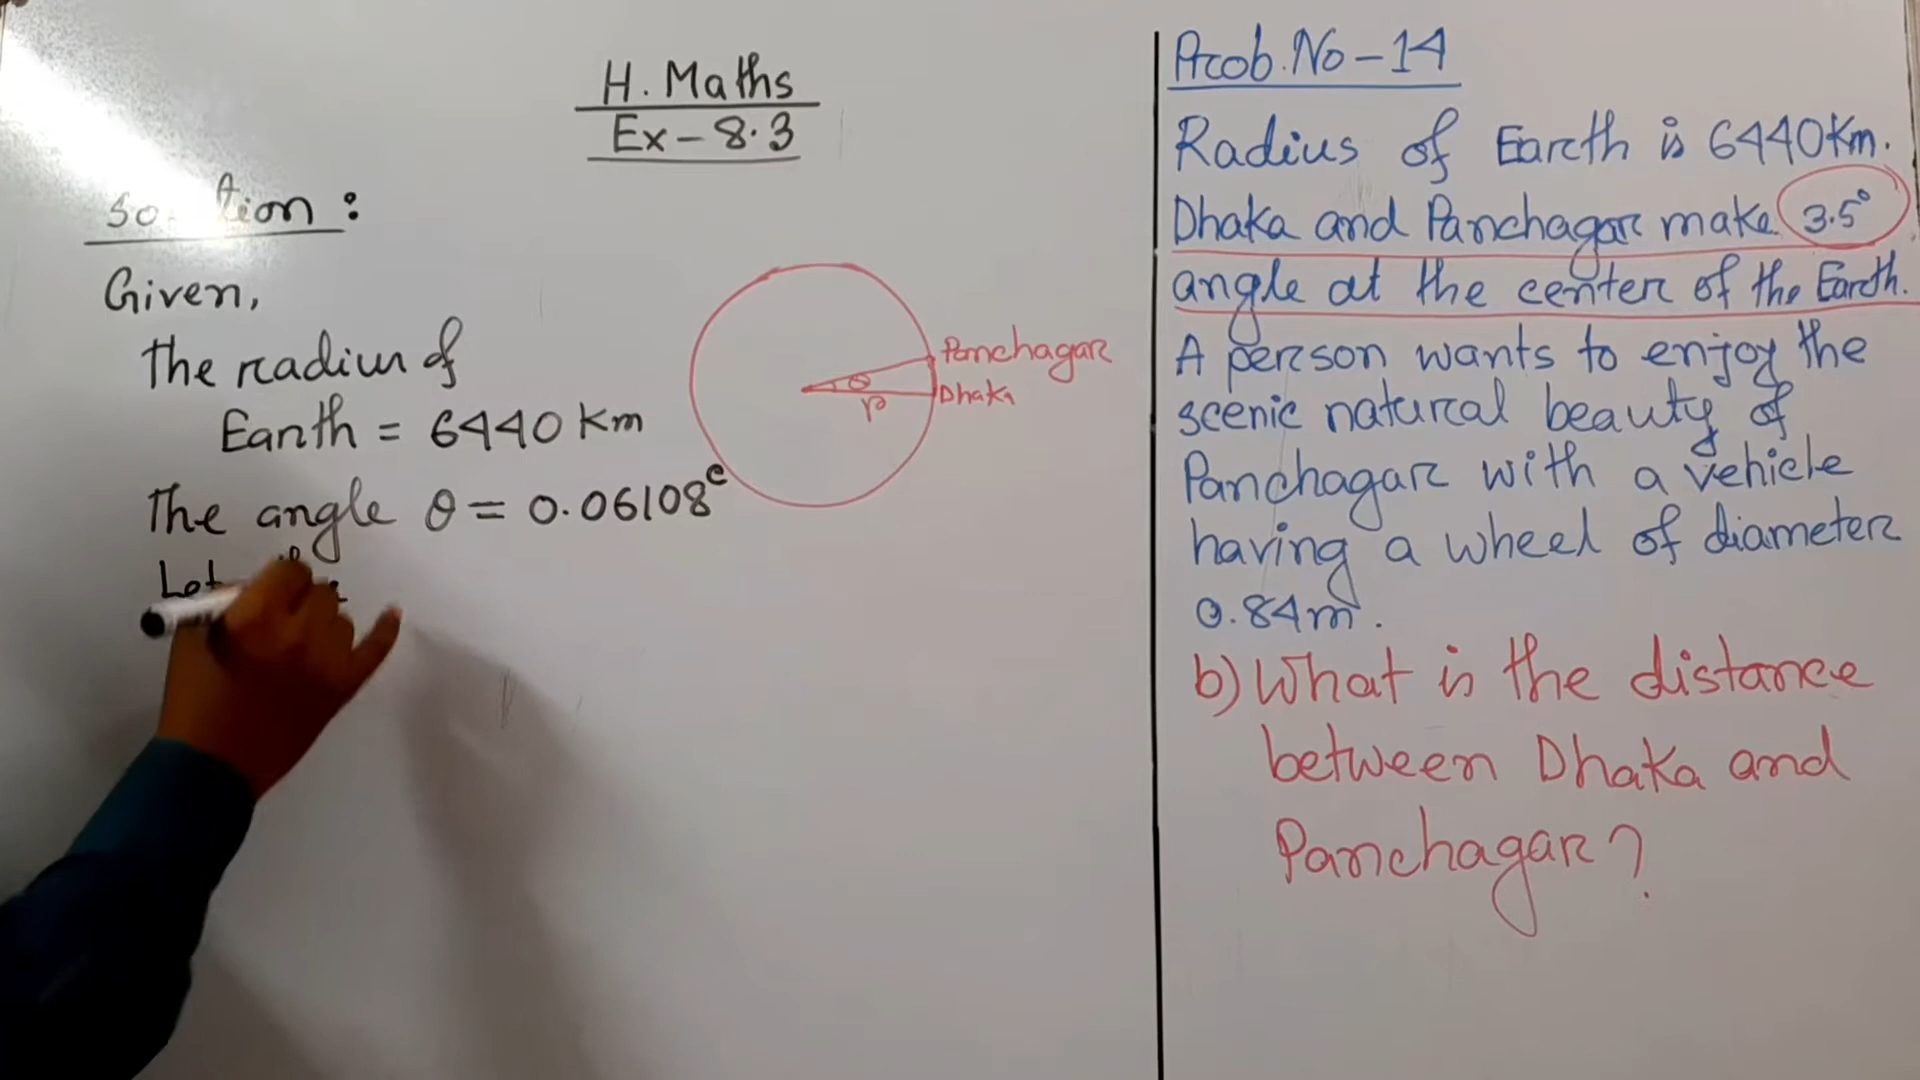 H. Maths
Ex - 8.3
Given,
The radius of
Earth = 6440 Km
The angle θ = 0.06108ᶜ
Let
Panchagar
θ
Dhaka
r
Prob. No - 14
Radius of Earth is 6440Km.
Dhaka and Panchagar make 3.5°
angle at the center of the Earth.
A person wants to enjoy the
scenic natural beauty of
Panchagar with a vehicle
having a wheel of diameter
0.84m.
b) What is the distance
between Dhaka and
Panchagar?